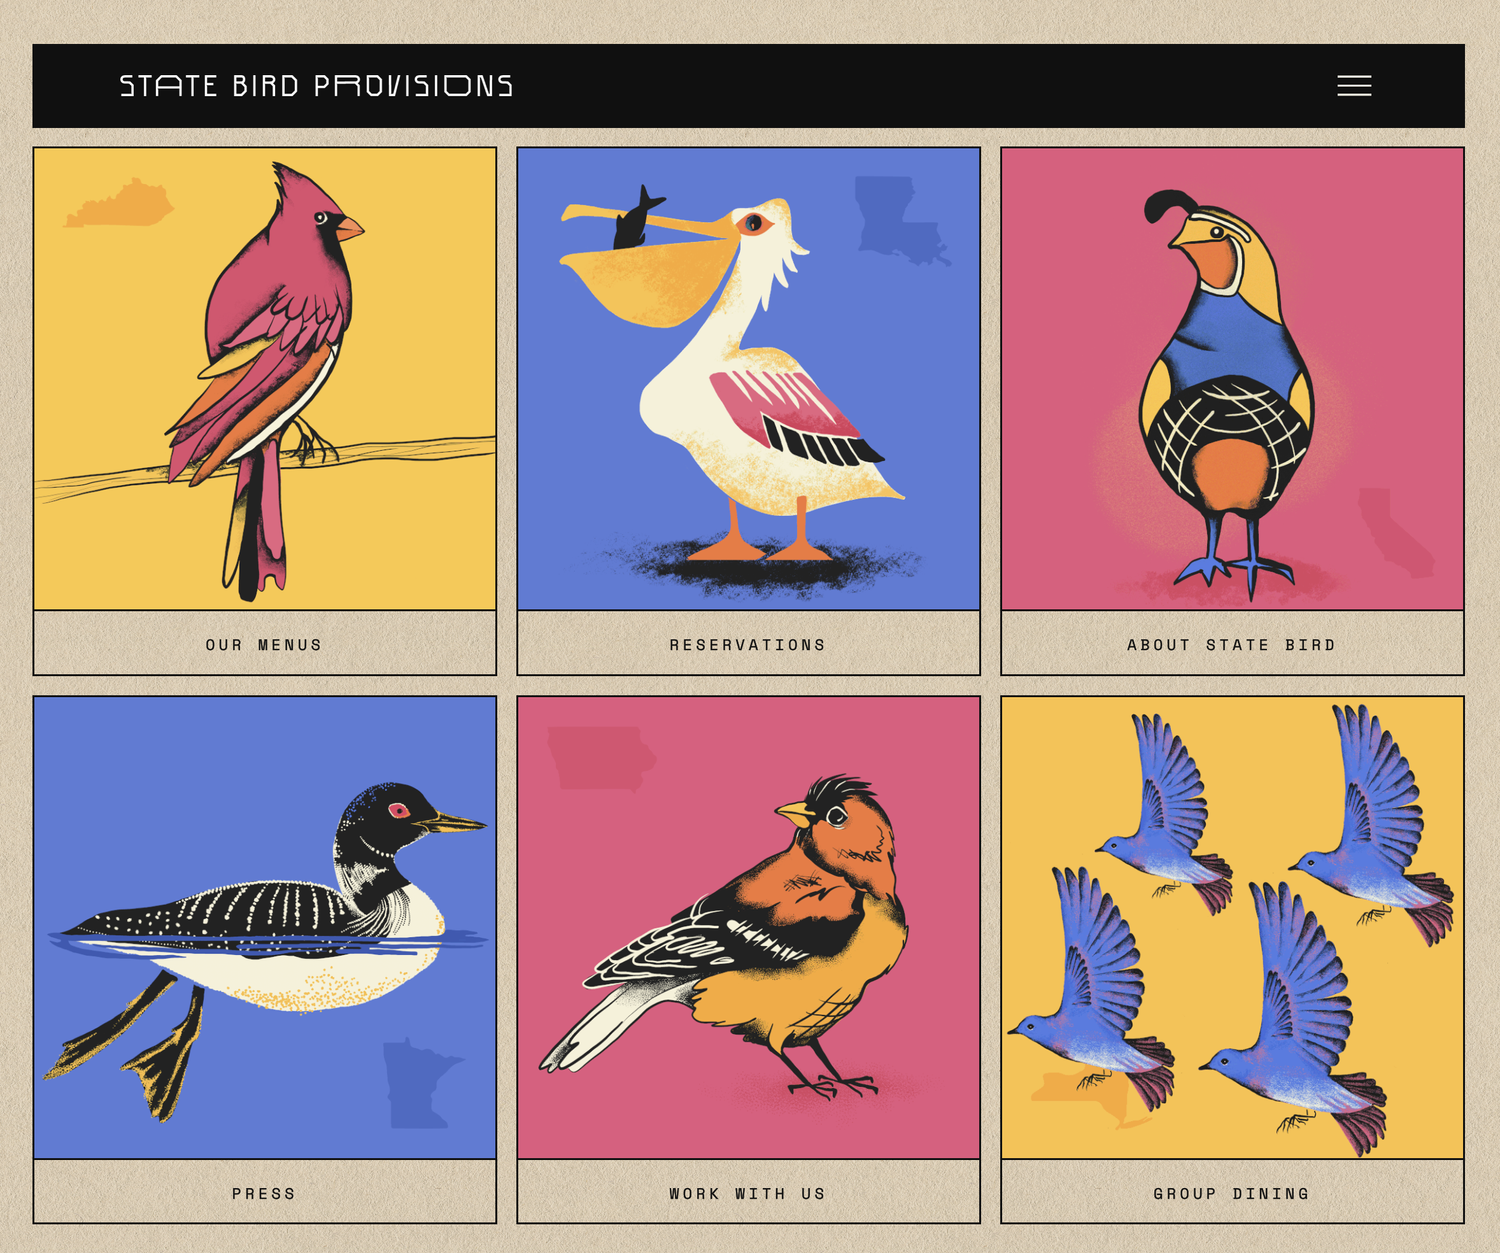 STATE BIRD PROVISIONS
OUR MENUS
RESERVATIONS
ABOUT STATE BIRD
PRESS
WORK WITH US
GROUP DINING